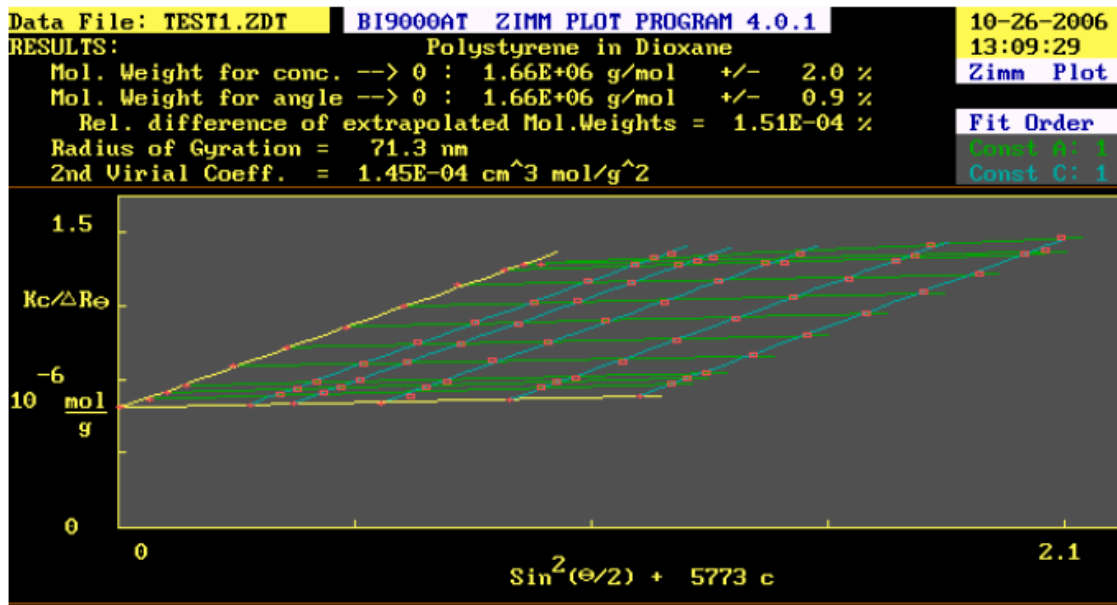 Data File: TEST1.ZDT BI9000AT ZIMM PLOT PROGRAM 4.0.1 10-26-2006
RESULTS: Polystyrene in Dioxane 13:09:29
Mol. Weight for conc. --> 0 : 1.66E+06 g/mol +/- 2.0 % Zimm Plot
Mol. Weight for angle --> 0 : 1.66E+06 g/mol +/- 0.9 %
Rel. difference of extrapolated Mol.Weights = 1.51E-04 % Fit Order
Radius of Gyration = 71.3 nm Const A: 1
2nd Virial Coeff. = 1.45E-04 cm^3 mol/g^2 Const C: 1
1.5
Kc/△Rθ
-6
10 mol
g
0
0 2.1
Sin2(θ/2) + 5773 c